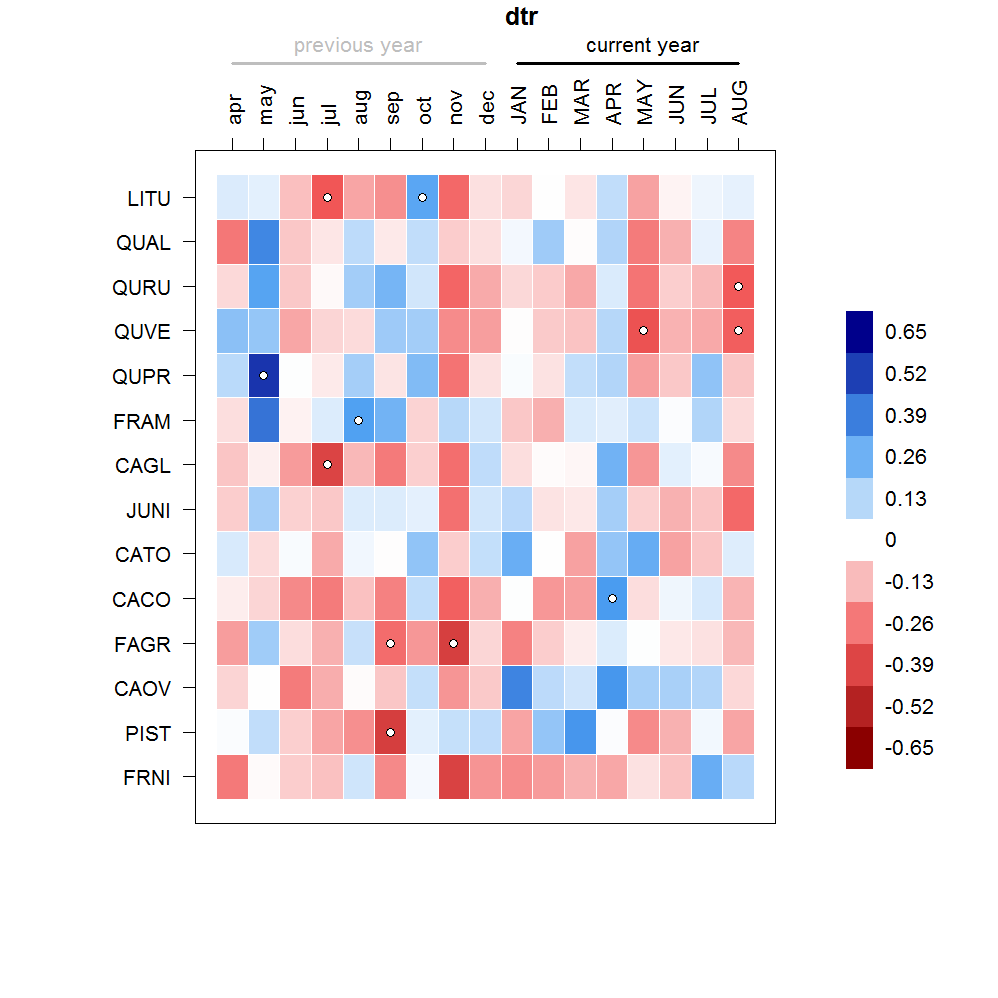 dtr
previous year current year
apr may jun jul aug sep oct nov dec JAN FEB MAR APR MAY JUN JUL AUG
LITU
QUAL
QURU
QUVE
QUPR
FRAM
CAGL
JUNI
CATO
CACO
FAGR
CAOV
PIST
FRNI
0.65
0.52
0.39
0.26
0.13
0
-0.13
-0.26
-0.39
-0.52
-0.65